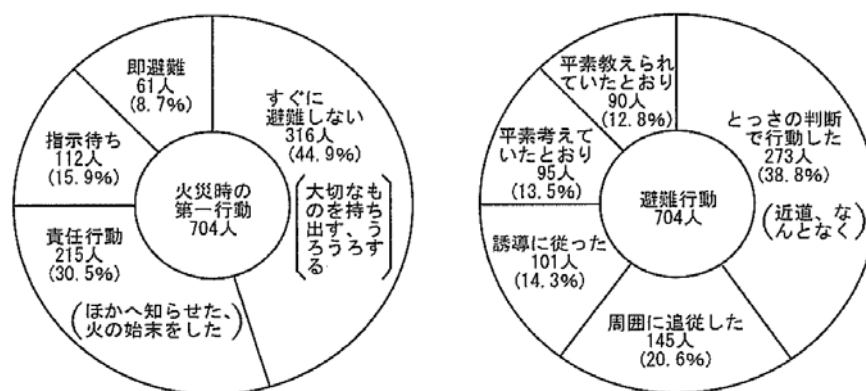 即避難
61人
(8.7%)
すぐに
避難しない
316人
(44.9%)
大切なも
のを持ち
出す、う
ろうろす
る
指示待ち
112人
(15.9%)
火災時の
第一行動
704人
責任行動
215人
(30.5%)
ほかへ知らせた、
火の始末をした
平素教えられ
ていたとおり
90人
(12.8%)
とっさの判断
で行動した
273人
(38.8%)
近道、な
んとなく
平素考えて
いたとおり
95人
(13.5%)
避難行動
704人
誘導に従った
101人
(14.3%)
周囲に追従した
145人
(20.6%)